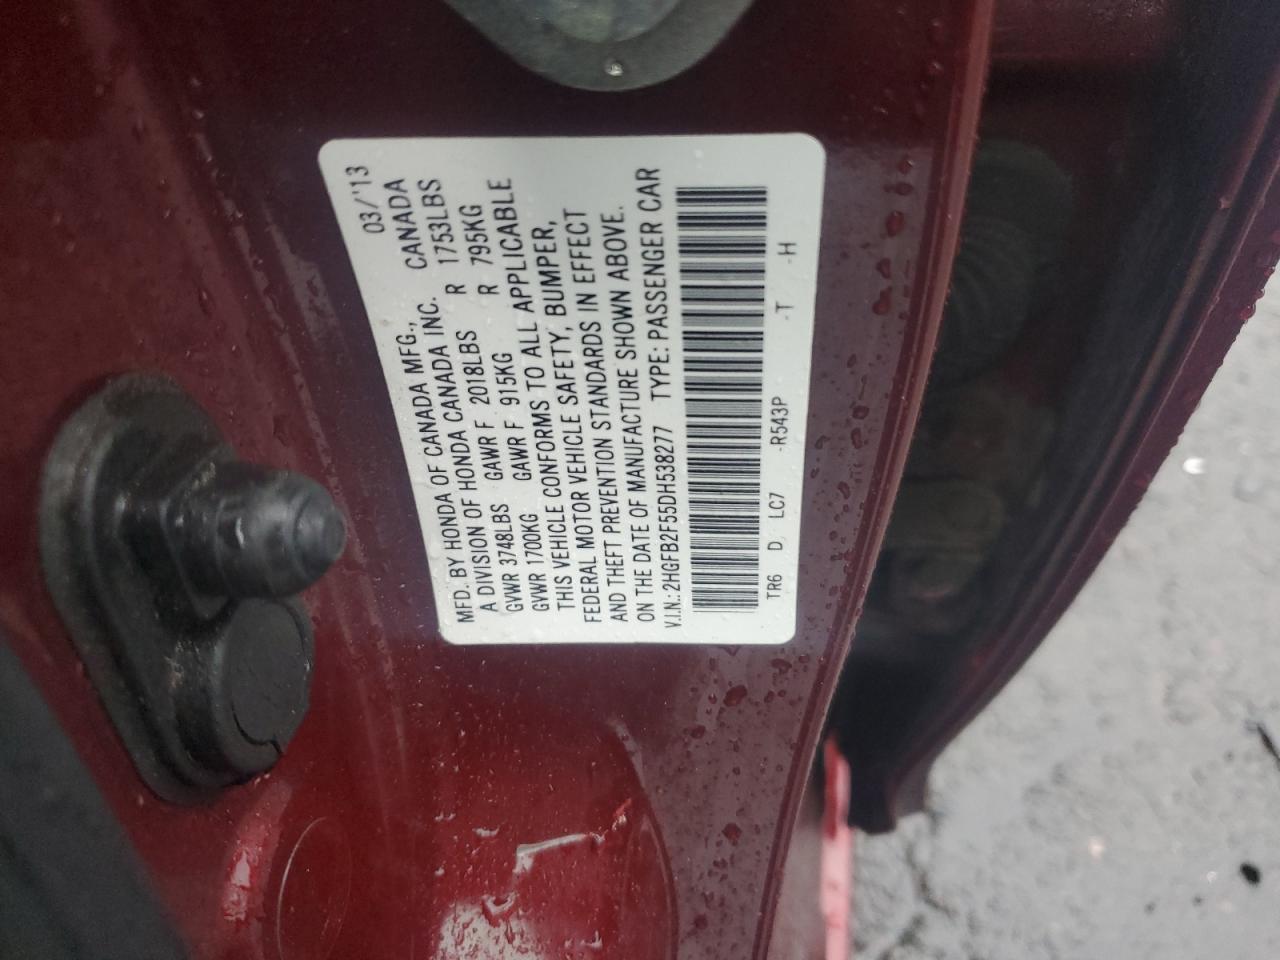 MFD. BY HONDA OF CANADA MFG., 03/'13
A DIVISION OF HONDA CANADA INC. CANADA
GVWR 3748LBS GAWR F 2018LBS R 1753LBS
GVWR 1700KG GAWR F 915KG R 795KG
THIS VEHICLE CONFORMS TO ALL APPLICABLE
FEDERAL MOTOR VEHICLE SAFETY, BUMPER,
AND THEFT PREVENTION STANDARDS IN EFFECT
ON THE DATE OF MANUFACTURE SHOWN ABOVE.
V.I.N.: 2HGFB2F55DH538277 TYPE: PASSENGER CAR
TR6 D, LC7 -R543P -T -H